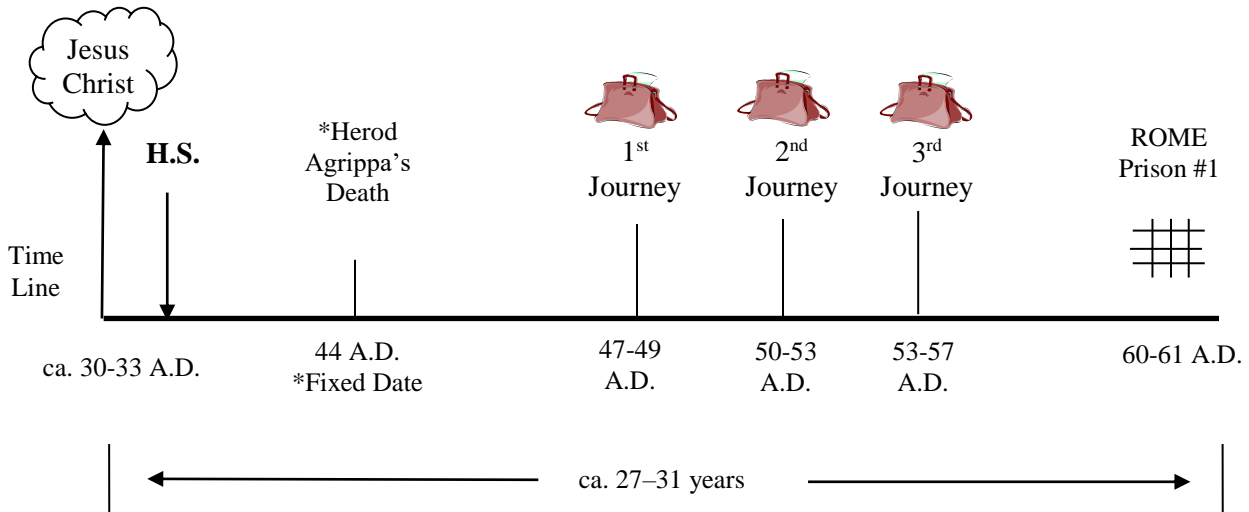 Jesus
Christ
H.S.
*Herod
Agrippa’s
Death
1st
Journey
2nd
Journey
3rd
Journey
ROME
Prison #1
Time
Line
ca. 30-33 A.D.
44 A.D.
*Fixed Date
47-49
A.D.
50-53
A.D.
53-57
A.D.
60-61 A.D.
ca. 27–31 years